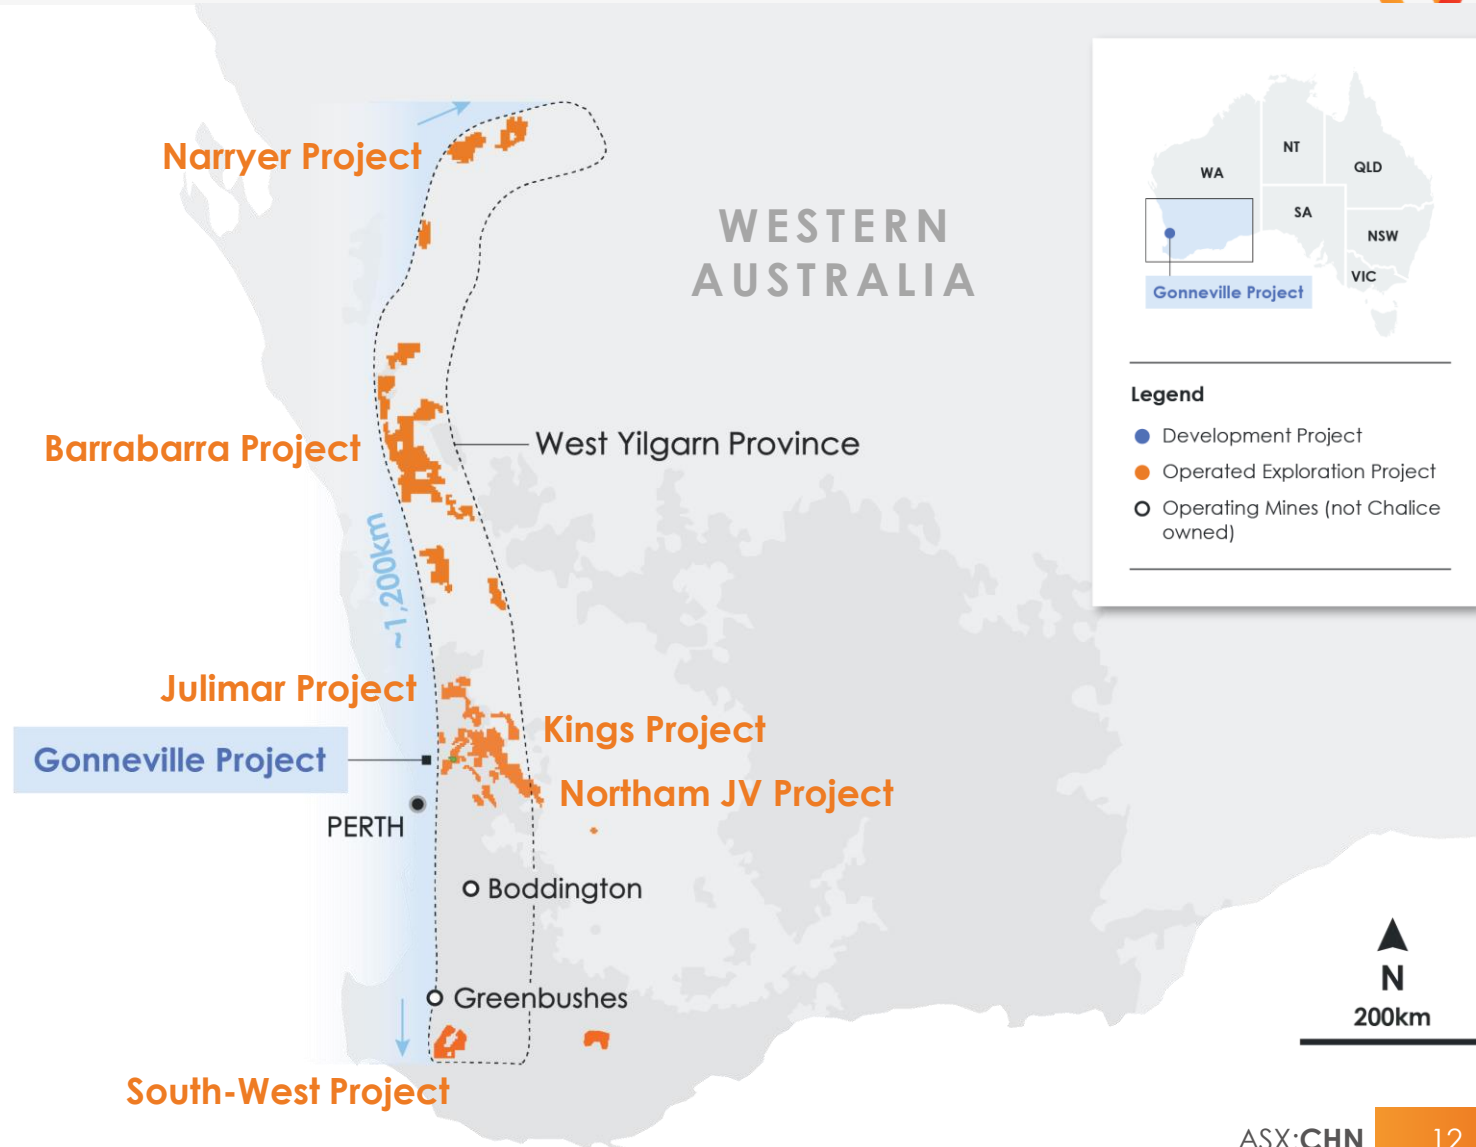 Narryer Project
WESTERN
AUSTRALIA
Barrabarra Project
West Yilgarn Province
~1,200km
Julimar Project
Kings Project
Gonneville Project
Northam JV Project
PERTH
Boddington
Greenbushes
South-West Project
NT
WA
QLD
SA
NSW
VIC
Gonneville Project
Legend
Development Project
Operated Exploration Project
Operating Mines (not Chalice
owned)
N
200km
ASX:CHN
12